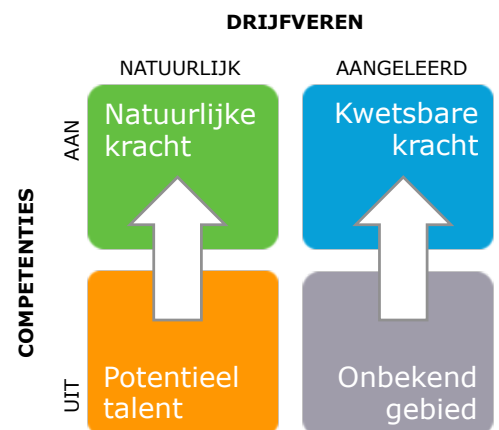 DRIJFVEREN
NATUURLIJK
AANGELEERD
COMPETENTIES
AAN
Natuurlijke
kracht
Kwetsbare
kracht
UIT
Potentieel
talent
Onbekend
gebied